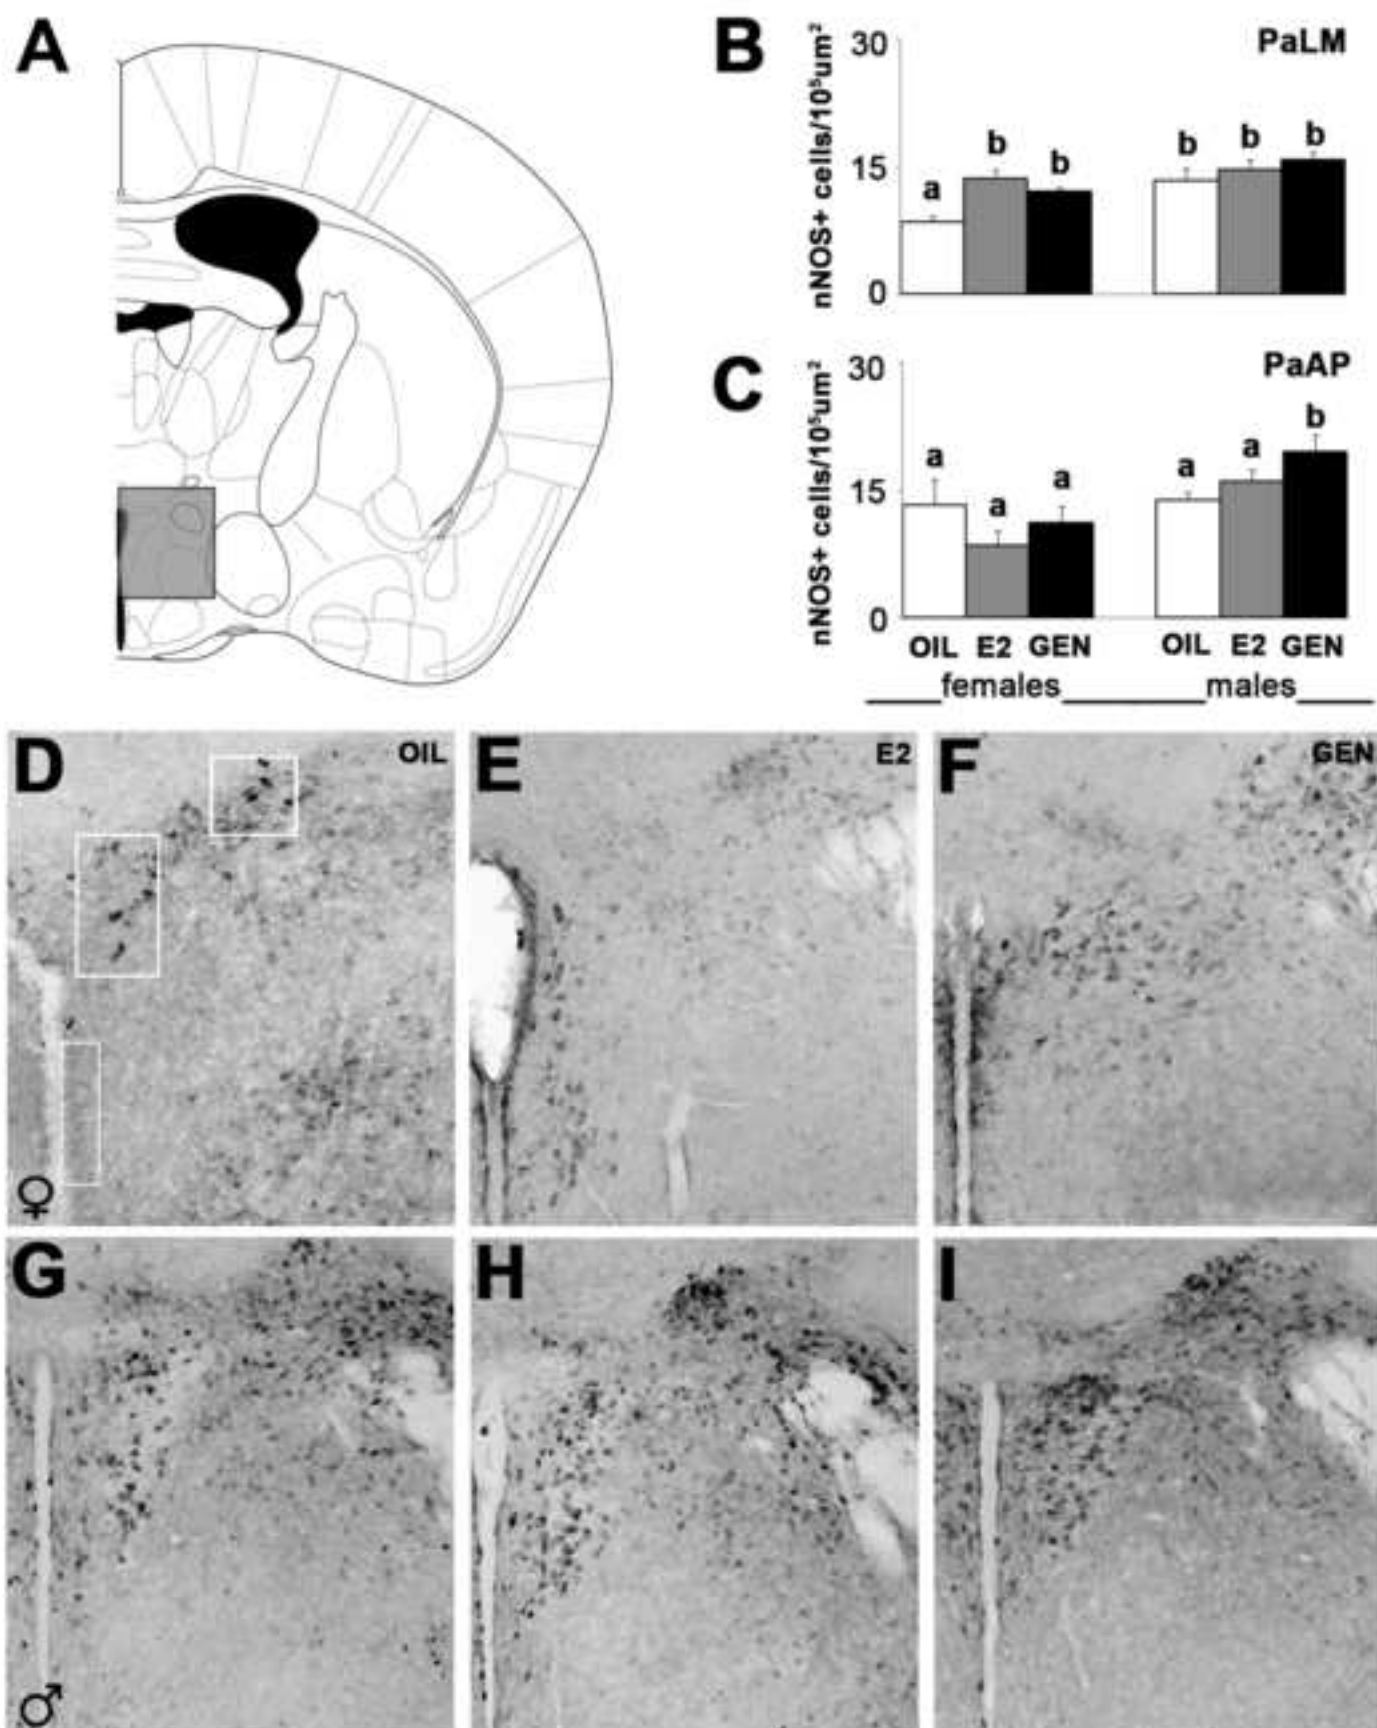 A
B
PaLM
nNOS+ cells/10⁵um²
30
15
0
a
b
b
b
b
b
C
PaAP
nNOS+ cells/10⁵um²
30
15
0
a
a
a
a
a
b
OIL E2 GEN OIL E2 GEN
females males
D
OIL
E
E2
F
GEN
♀
G
H
I
♂